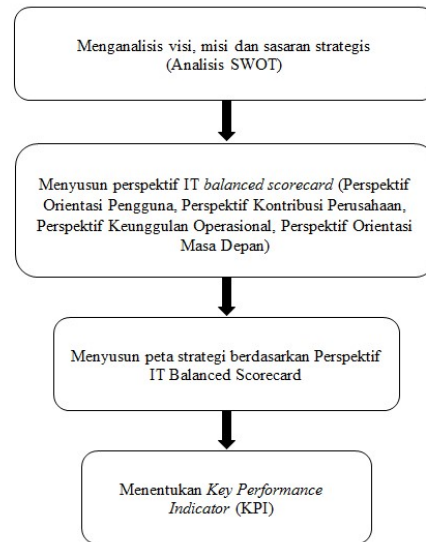 Menganalisis visi, misi dan sasaran strategis
(Analisis SWOT)
Menyusun perspektif IT balanced scorecard (Perspektif
Orientasi Pengguna, Perspektif Kontribusi Perusahaan,
Perspektif Keunggulan Operasional, Perspektif Orientasi
Masa Depan)
Menyusun peta strategi berdasarkan Perspektif
IT Balanced Scorecard
Menentukan Key Performance
Indicator (KPI)